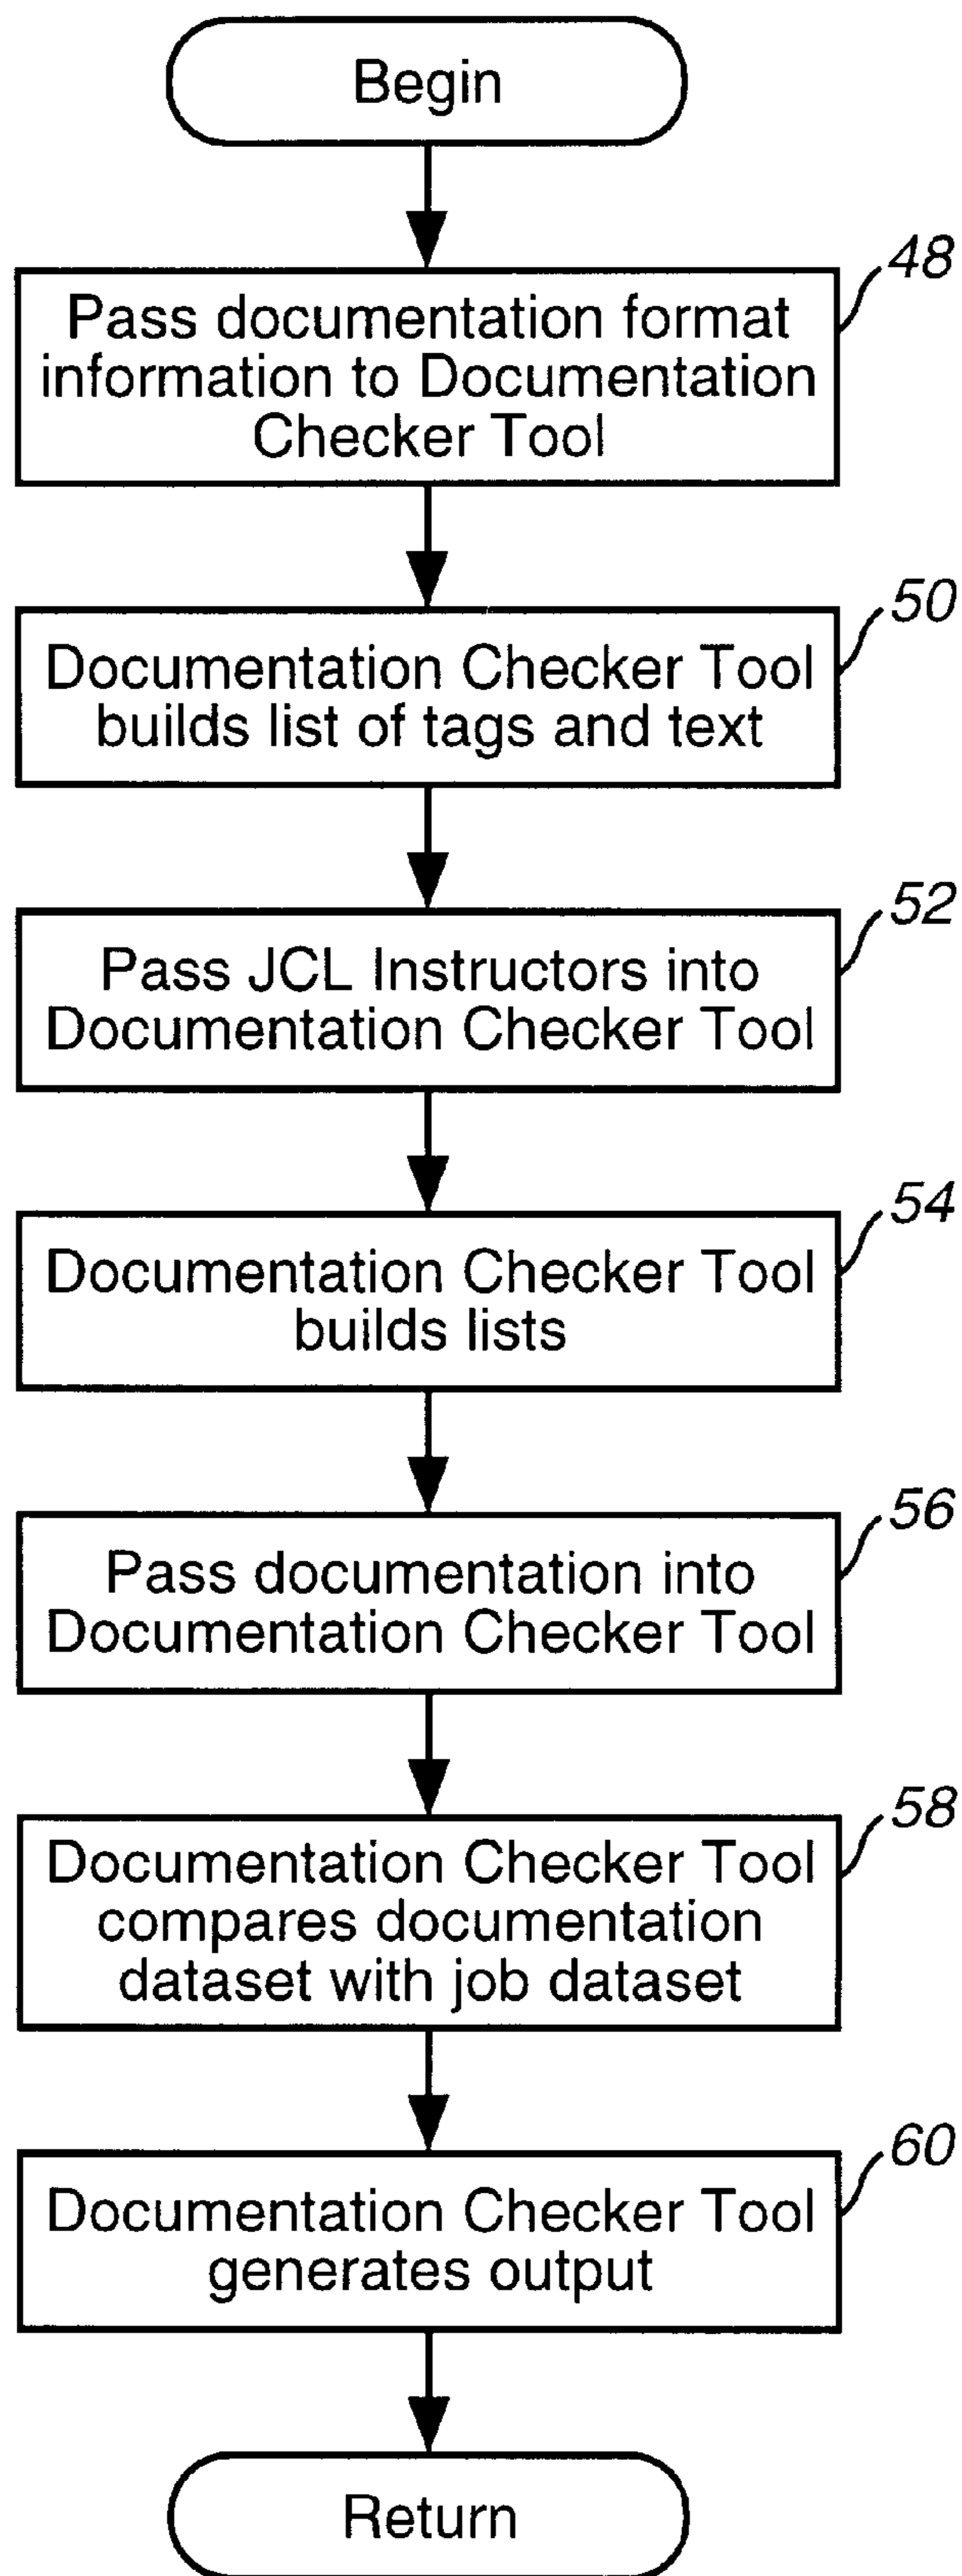 Begin
48
Pass documentation format
information to Documentation
Checker Tool
50
Documentation Checker Tool
builds list of tags and text
52
Pass JCL Instructors into
Documentation Checker Tool
54
Documentation Checker Tool
builds lists
56
Pass documentation into
Documentation Checker Tool
58
Documentation Checker Tool
compares documentation
dataset with job dataset
60
Documentation Checker Tool
generates output
Return